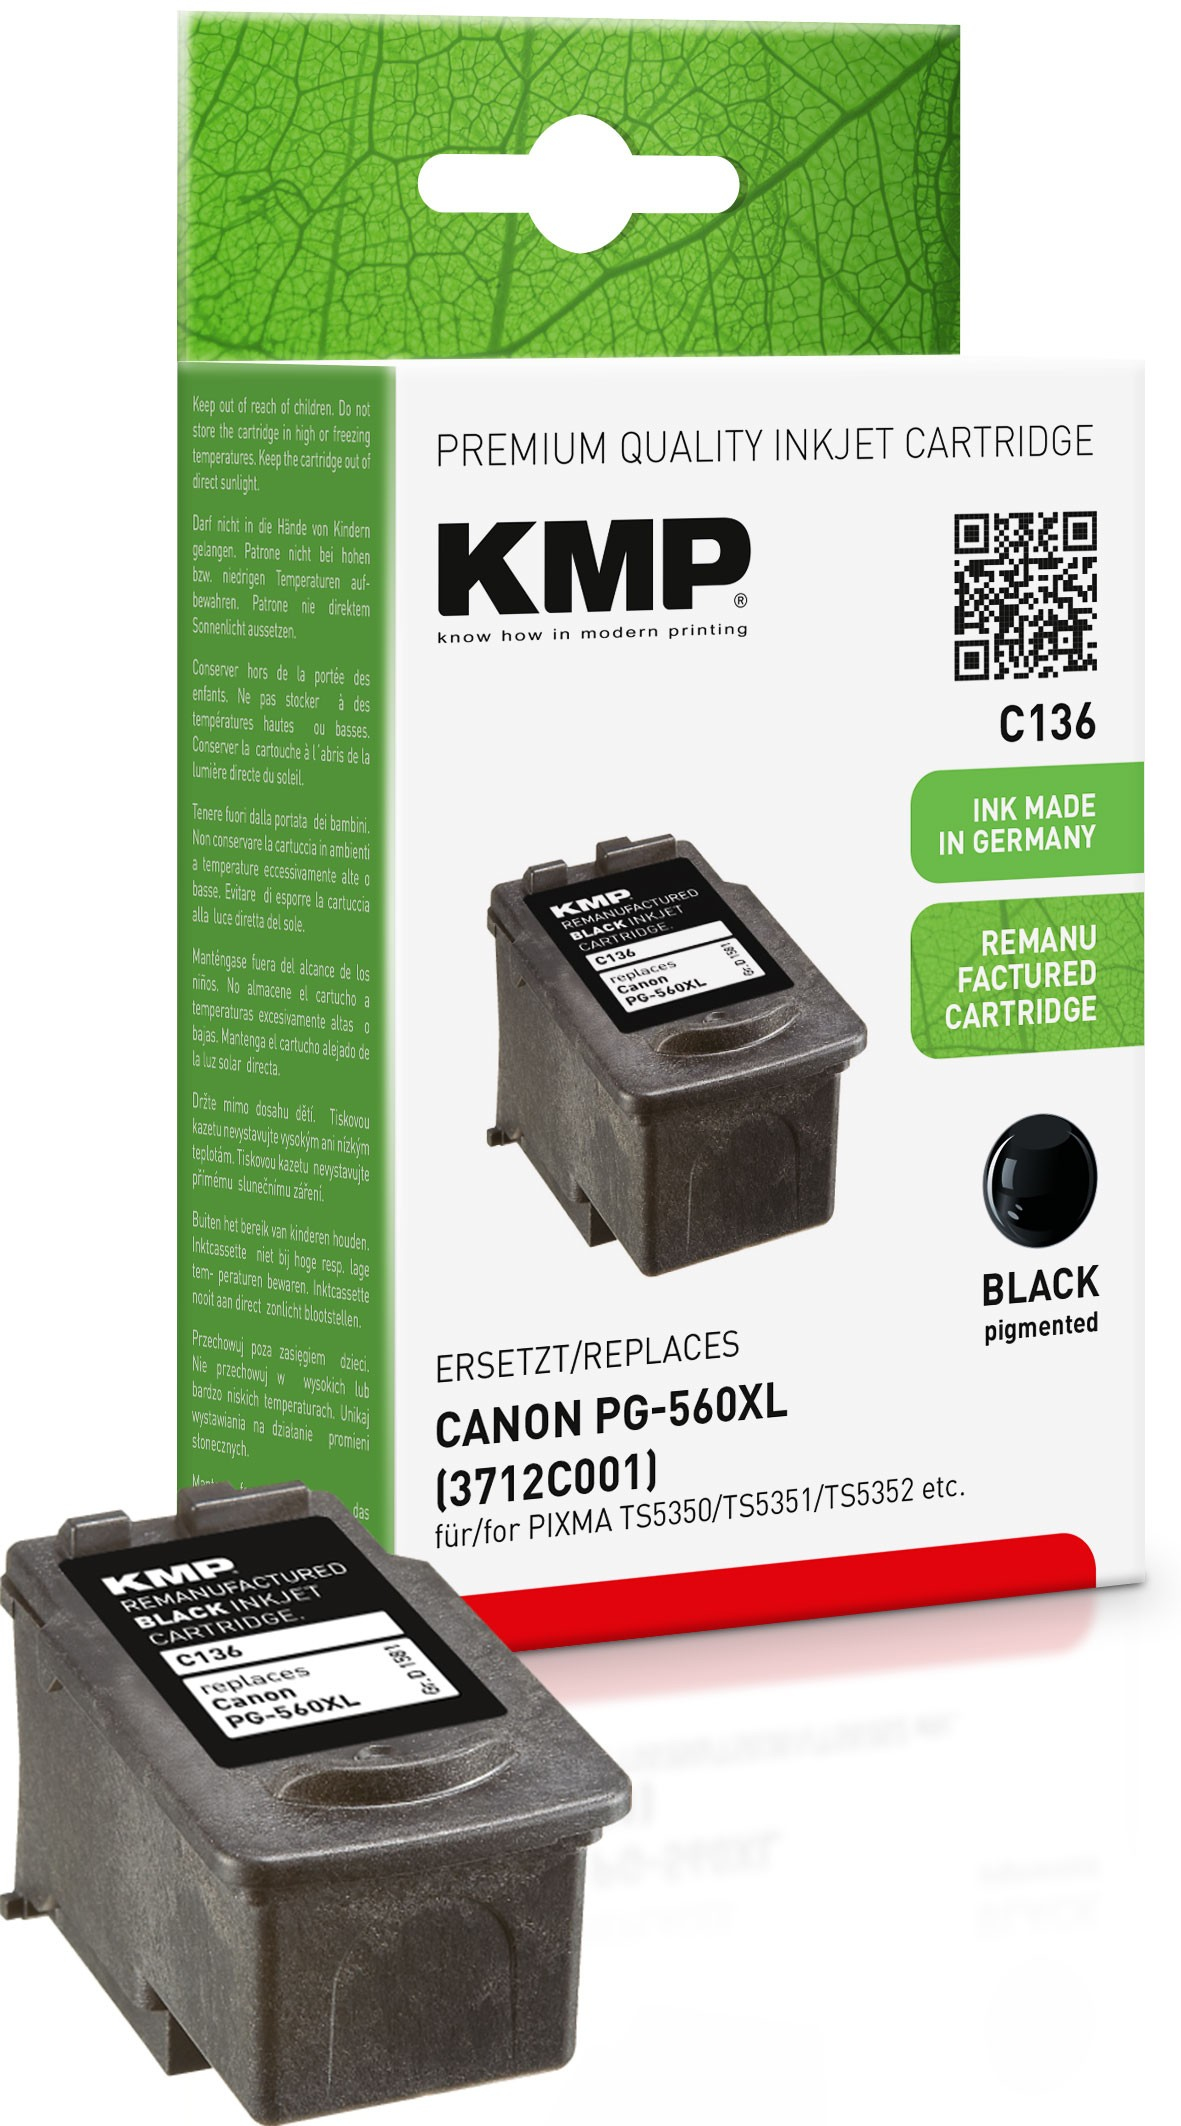 Keep out of reach of children. Do not
store the cartridge in high or freezing
temperatures. Keep the cartridge out of
direct sunlight.
Darf nicht in die Hände von Kindern
gelangen. Patrone nicht bei hohen
bzw. niedrigen Temperaturen auf-
bewahren. Patrone nie direktem
Sonnenlicht aussetzen.
Conserver hors de la portée des
enfants. Ne pas stocker à des
températures hautes ou basses.
Conserver la cartouche à l´abris de la
lumière directe du soleil.
Tenere fuori dalla portata dei bambini.
Non conservare la cartuccia in ambienti
a temperature eccessivamente alte o
basse. Evitare di esporre la cartuccia
alla luce diretta del sole.
Manténgase fuera del alcance de los
niños. No almacene el cartucho a
temperaturas excesivamente altas o
bajas. Mantenga el cartucho alejado de
la luz solar directa.
Držte mimo dosahu dětí. Tiskovou
kazetu nevystavujte vysokým ani nízkým
teplotám. Tiskovou kazetu nevystavujte
přímému slunečnímu záření.
Buiten het bereik van kinderen houden.
Inktcassette niet bij hoge resp. lage
tem- peraturen bewaren. Inktcassette
nooit aan direct zonlicht blootstellen.
Przechowuj poza zasięgiem dzieci.
Nie przechowuj w wysokich lub
bardzo niskich temperaturach. Unikaj
wystawiania na działanie promieni
słonecznych.
das
PREMIUM QUALITY INKJET CARTRIDGE
KMP®
know how in modern printing
C136
INK MADE
IN GERMANY
REMANU
FACTURED
CARTRIDGE
KMP
REMANUFACTURED
BLACK INKJET
CARTRIDGE.
C136
replaces
Canon
PG-560XL
Gr. D 1581
BLACK
pigmented
ERSETZT/REPLACES
CANON PG-560XL
(3712C001)
für/for PIXMA TS5350/TS5351/TS5352 etc.
KMP
REMANUFACTURED
BLACK INKJET
CARTRIDGE.
C136
replaces
Canon
PG-560XL
Gr. D 1581